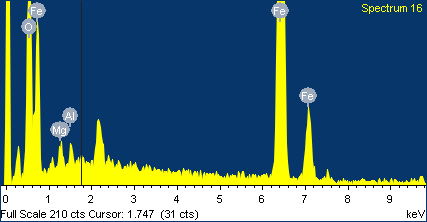 Spectrum 16
Fe
O
Fe
Al
Mg
Fe
0 1 2 3 4 5 6 7 8 9
Full Scale 210 cts Cursor: 1.747 (31 cts) keV